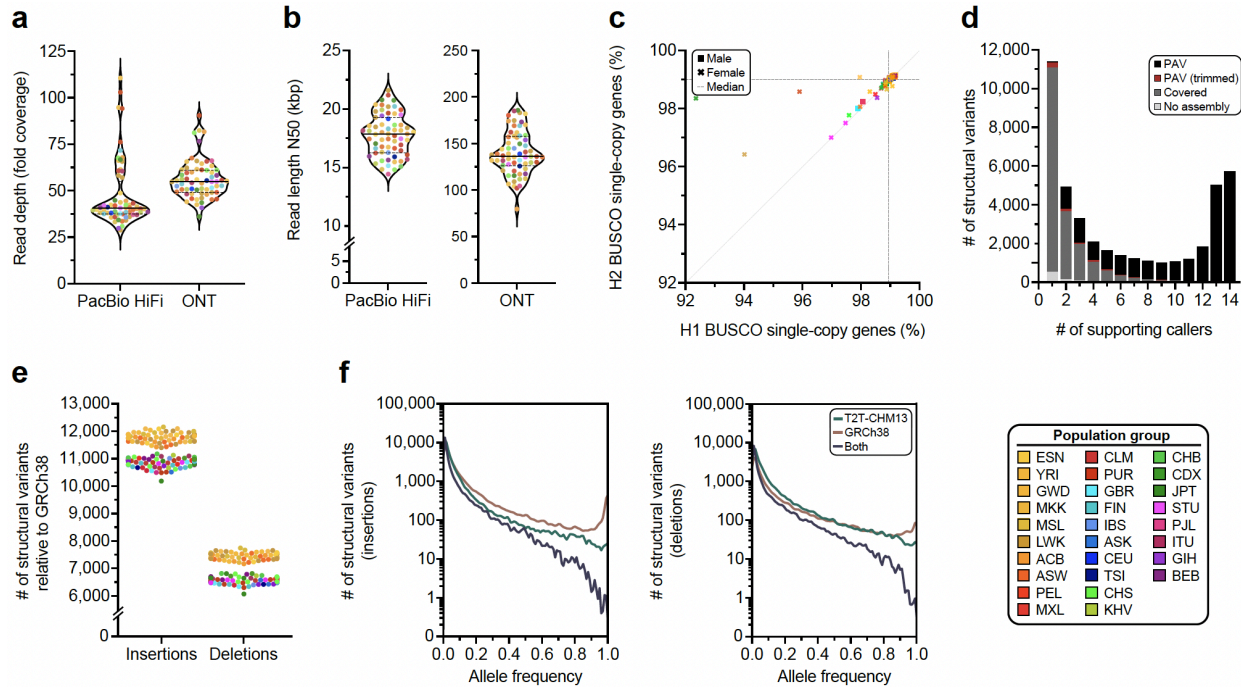 a
Read depth (fold coverage)
125
100
75
50
25
0
PacBio HiFi
ONT
b
Read length N50 (kbp)
25
20
15
10
5
0
PacBio HiFi
250
200
150
100
50
0
ONT
c
H2 BUSCO single-copy genes (%)
100
98
96
94
92
Male
Female
Median
92
94
96
98
100
H1 BUSCO single-copy genes (%)
d
# of structural variants
12,000
10,000
8,000
6,000
4,000
2,000
0
PAV
PAV (trimmed)
Covered
No assembly
0
2
4
6
8
10
12
14
# of supporting callers
e
# of structural variants
relative to GRCh38
13,000
12,000
11,000
10,000
9,000
8,000
7,000
6,000
0
Insertions
Deletions
f
# of structural variants
(insertions)
100,000
10,000
1,000
100
10
1
0
0.0
0.2
0.4
0.6
0.8
1.0
Allele frequency
# of structural variants
(deletions)
100,000
10,000
1,000
100
10
1
0
T2T-CHM13
GRCh38
Both
0.0
0.2
0.4
0.6
0.8
1.0
Allele frequency
Population group
ESN
YRI
GWD
MKK
MSL
LWK
ACB
ASW
PEL
MXL
CLM
PUR
GBR
FIN
IBS
ASK
CEU
TSI
CHS
KHV
CHB
CDX
JPT
STU
PJL
ITU
GIH
BEB